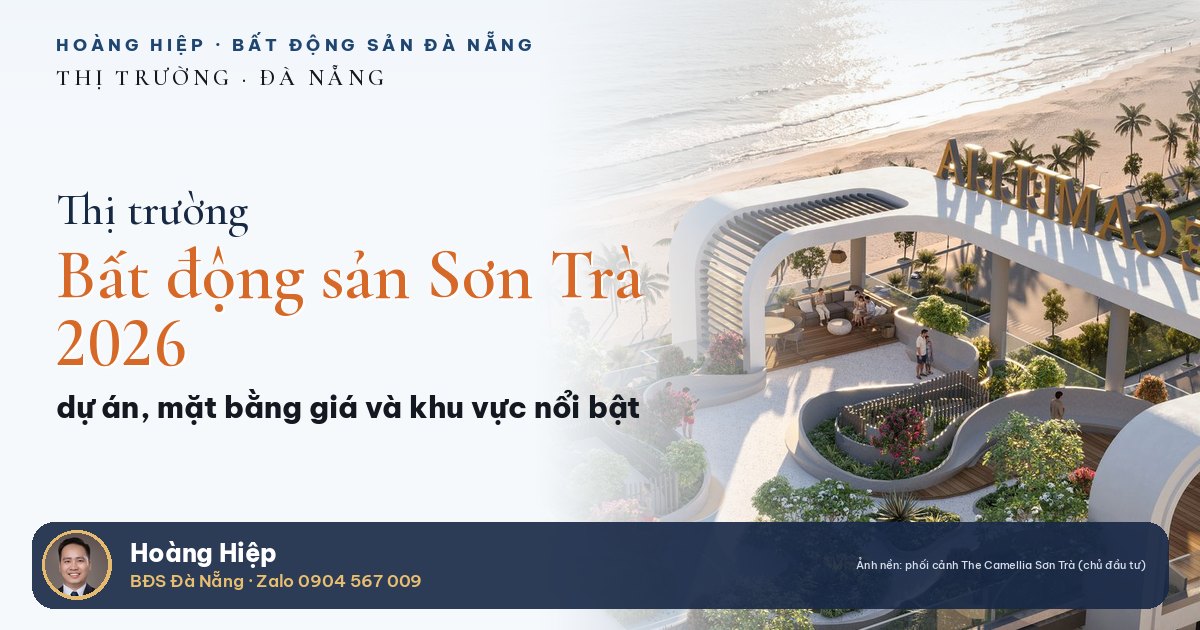 HOÀNG HIỆP · BẤT ĐỘNG SẢN ĐÀ NẴNG
THỊ TRƯỜNG · ĐÀ NẴNG
Thị trường
Bất động sản Sơn Trà
2026
dự án, mặt bằng giá và khu vực nổi bật
CAMELLIA
Hoàng Hiệp
BĐS Đà Nẵng · Zalo 0904 567 009
Ảnh nền: phối cảnh The Camellia Sơn Trà (chủ đầu tư)